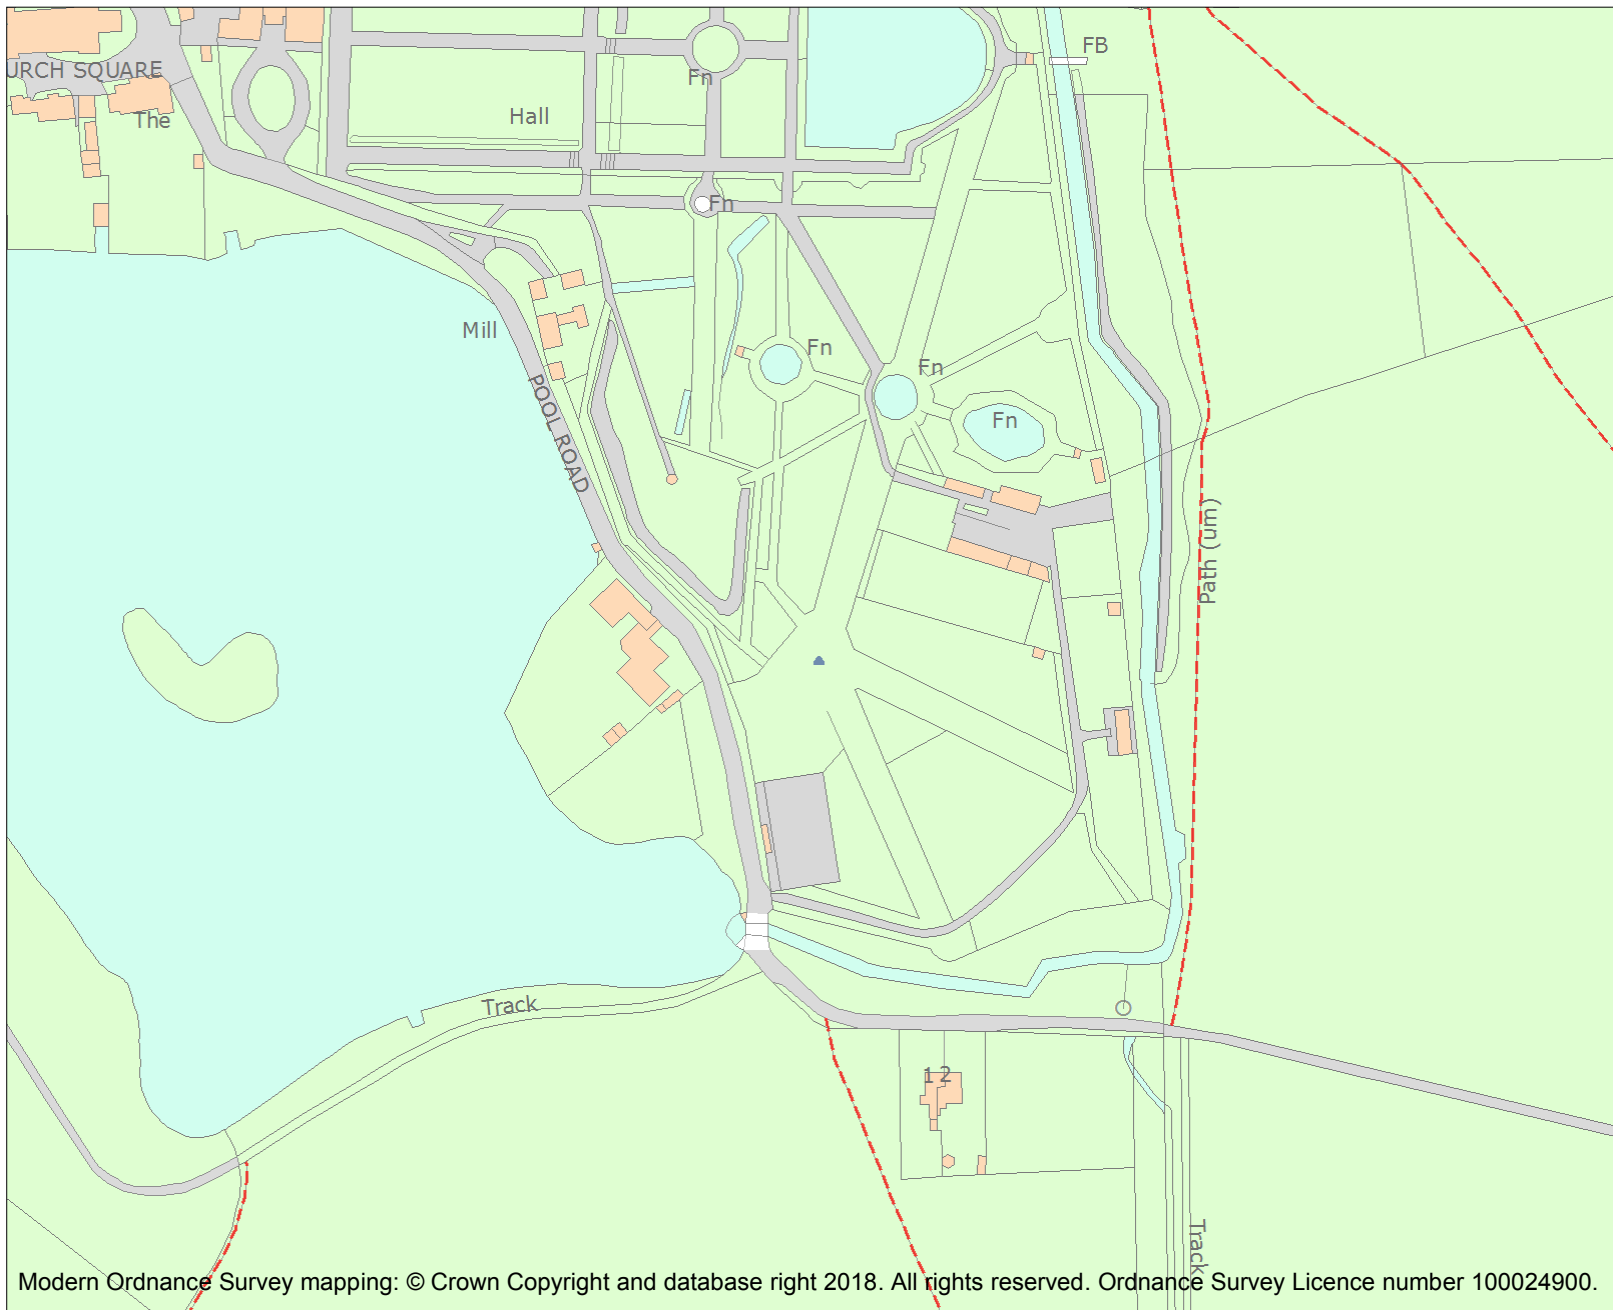 FB
URCH SQUARE
Fn
The
Hall
Fn
Mill
Fn
Fn
Fn
POOL ROAD
Path (um)
Track
1 2
Track
Modern Ordnance Survey mapping: © Crown Copyright and database right 2018. All rights reserved. Ordnance Survey Licence number 100024900.